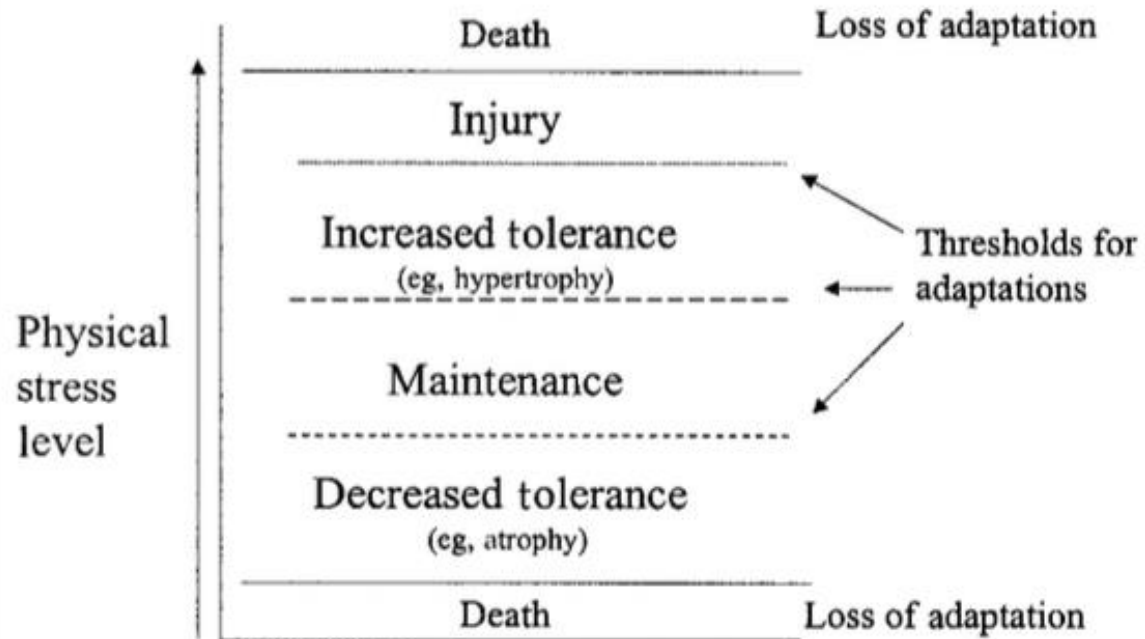 Death
Loss of adaptation
Injury
Increased tolerance
(eg, hypertrophy)
Thresholds for
adaptations
Physical
stress
level
Maintenance
Decreased tolerance
(eg, atrophy)
Death
Loss of adaptation